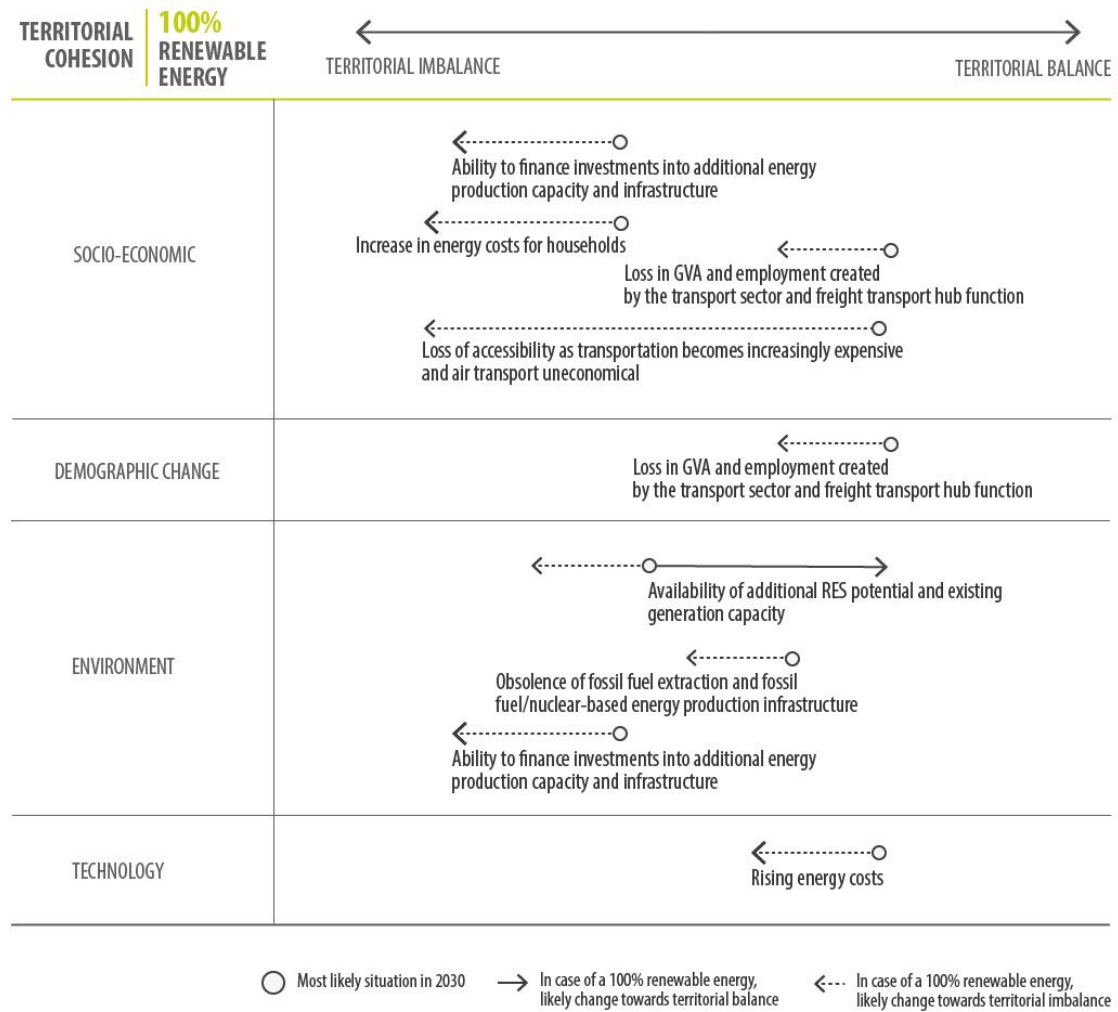 TERRITORIAL
COHESION
100%
RENEWABLE
ENERGY
TERRITORIAL IMBALANCE
TERRITORIAL BALANCE
SOCIO-ECONOMIC
Ability to finance investments into additional energy
production capacity and infrastructure
Increase in energy costs for households
Loss in GVA and employment created
by the transport sector and freight transport hub function
Loss of accessibility as transportation becomes increasingly expensive
and air transport uneconomical
DEMOGRAPHIC CHANGE
Loss in GVA and employment created
by the transport sector and freight transport hub function
ENVIRONMENT
Availability of additional RES potential and existing
generation capacity
Obsolence of fossil fuel extraction and fossil
fuel/nuclear-based energy production infrastructure
Ability to finance investments into additional energy
production capacity and infrastructure
TECHNOLOGY
Rising energy costs
Most likely situation in 2030
In case of a 100% renewable energy,
likely change towards territorial balance
In case of a 100% renewable energy,
likely change towards territorial imbalance